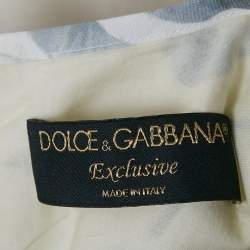 DOLCE & GABBANA
Exclusive
MADE IN ITALY